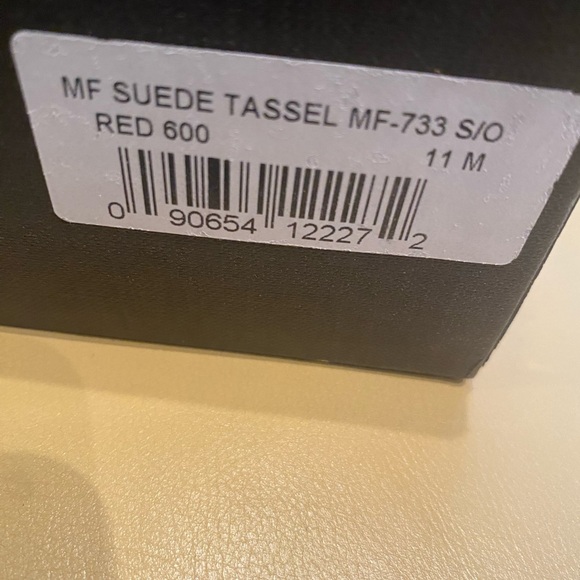 MF SUEDE TASSEL MF-733 S/O
RED 600
11 M
0 90654 12227 2